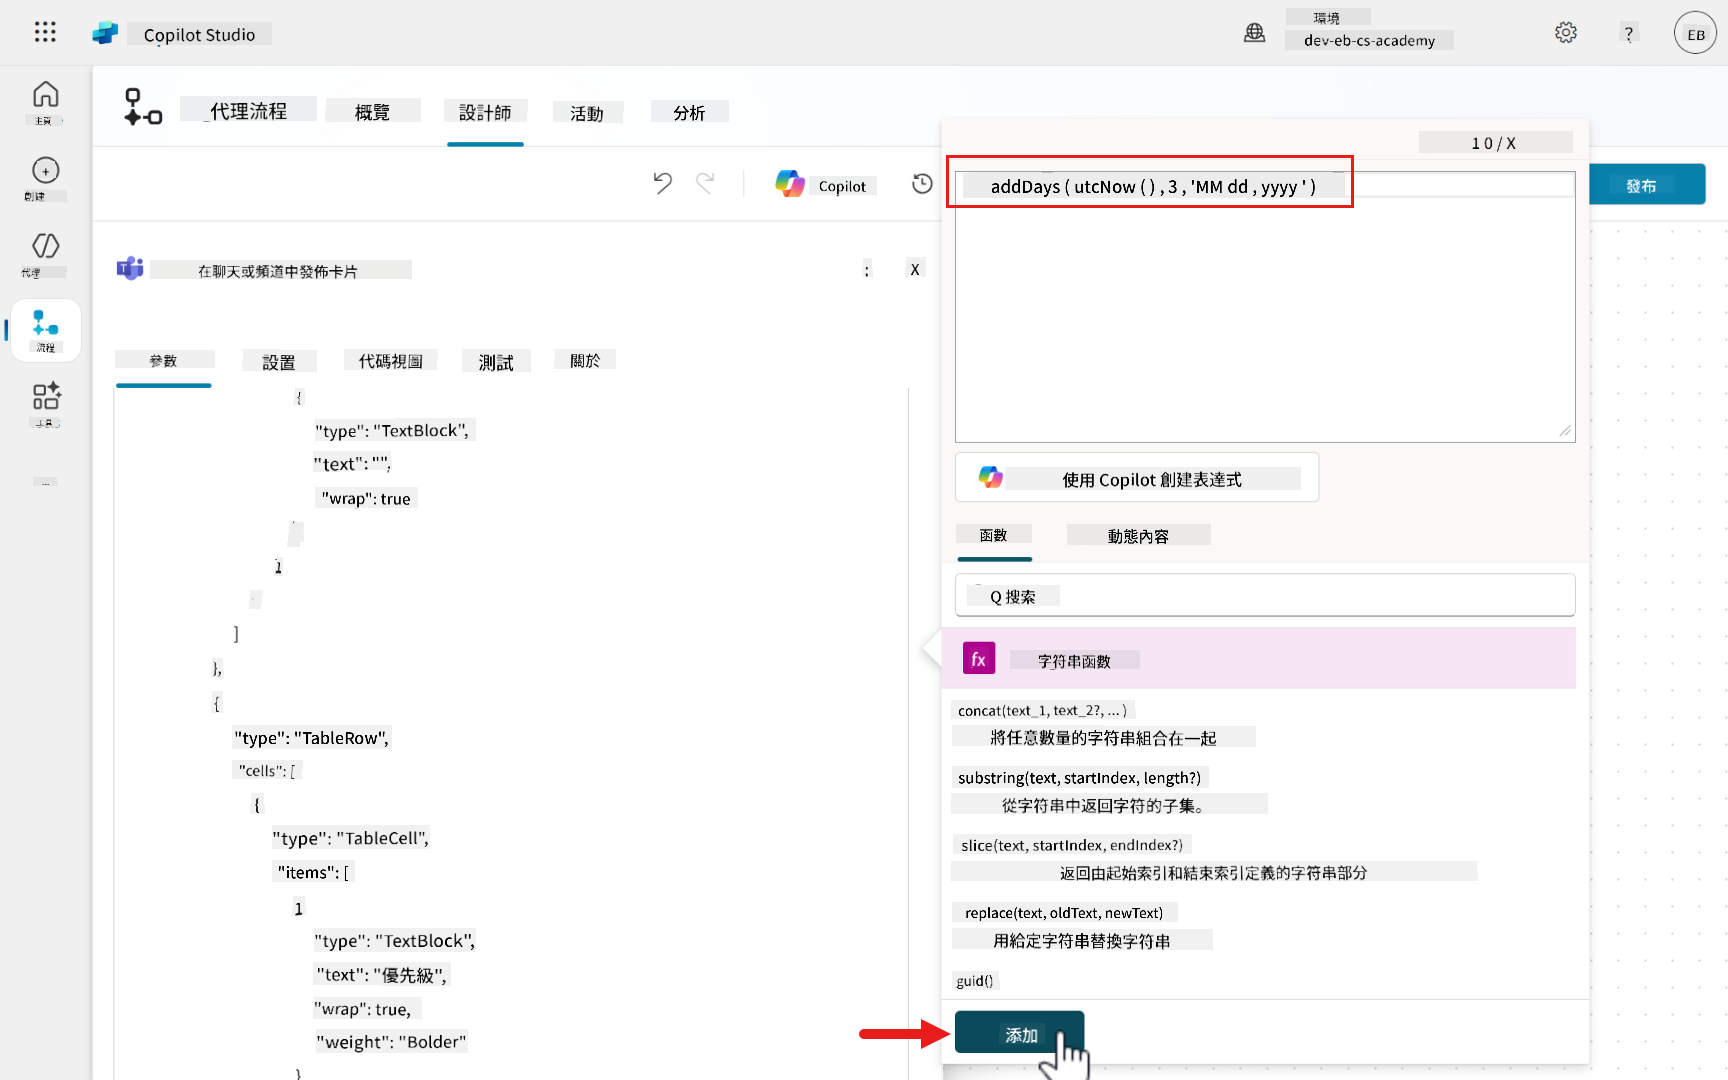 Copilot Studio
環境
dev-eb-cs-academy
?
EB
主頁
創建
代理
流程
工具
...
代理流程
概覽
設計師
活動
分析
Copilot
發布
在聊天或頻道中發佈卡片
:
X
參數
設置
代碼視圖
測試
關於
{
"type": "TextBlock",
"text": "",
"wrap": true
]
},
{
"type": "TableRow",
"cells": [
{
"type": "TableCell",
"items": [
1
"type": "TextBlock",
"text": "優先級",
"wrap": true,
"weight": "Bolder"
}
1 0 / X
addDays ( utcNow ( ) , 3 , 'MM dd , yyyy ' )
使用 Copilot 創建表達式
函數
動態內容
Q 搜索
fx
字符串函數
concat(text_1, text_2?, ... )
將任意數量的字符串組合在一起
substring(text, startIndex, length?)
從字符串中返回字符的子集。
slice(text, startIndex, endIndex?)
返回由起始索引和結束索引定義的字符串部分
replace(text, oldText, newText)
用給定字符串替換字符串
guid()
添加